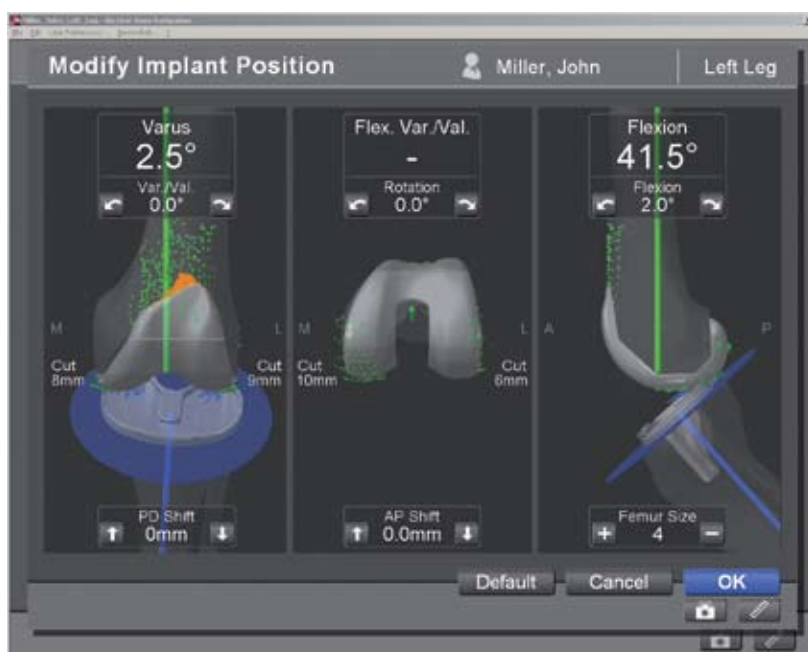 Modify Implant Position
Miller, John
Left Leg
Varus
2.5°
Var./Val.
0.0°
M
L
Cut
8mm
Cut
9mm
PD Shift
0mm
Flex. Var./Val.
-
Rotation
0.0°
M
L
Cut
10mm
Cut
6mm
AP Shift
0.0mm
Flexion
41.5°
Flexion
2.0°
A
P
Femur Size
+ 4 −
Default
Cancel
OK